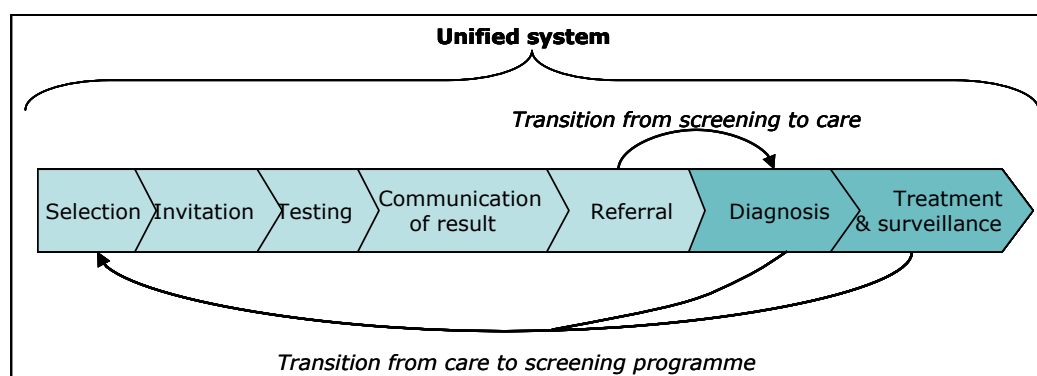 Unified system
Transition from screening to care
Selection
Invitation
Testing
Communication
of result
Referral
Diagnosis
Treatment
& surveillance
Transition from care to screening programme